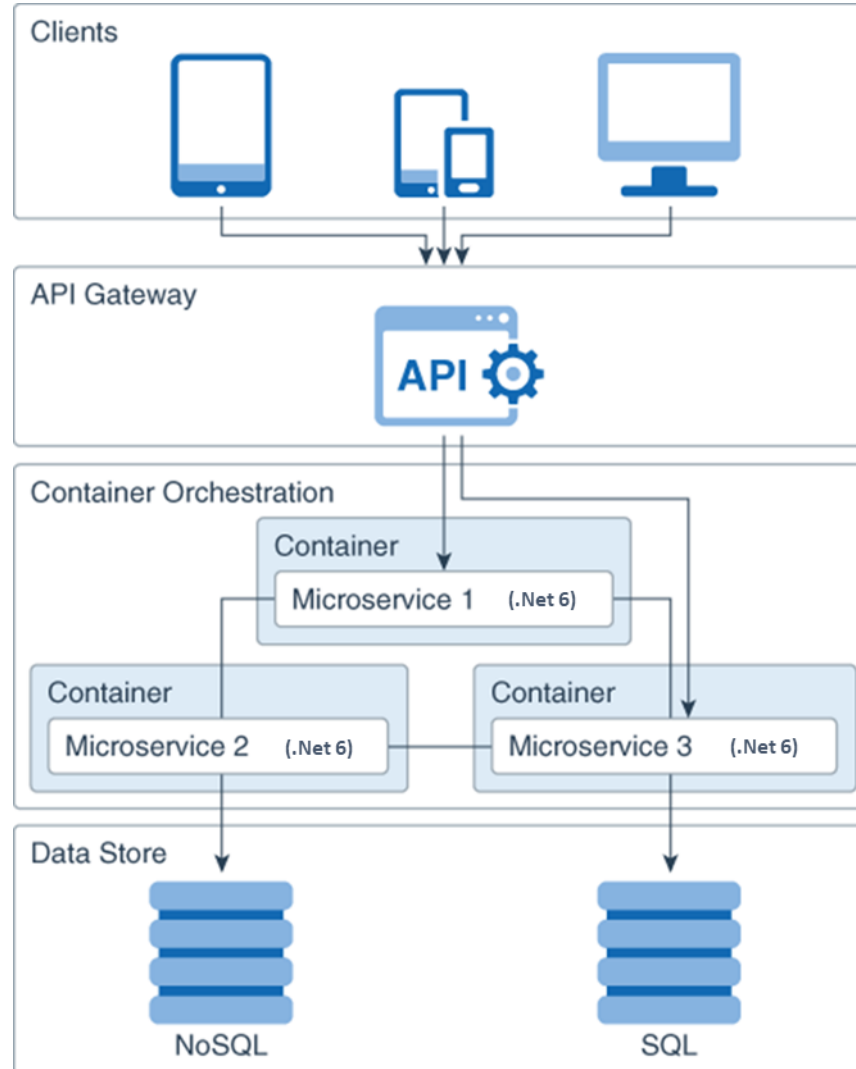 Clients
API Gateway
API
Container Orchestration
Container
Microservice 1 (.Net 6)
Container
Microservice 2 (.Net 6)
Container
Microservice 3 (.Net 6)
Data Store
NoSQL
SQL